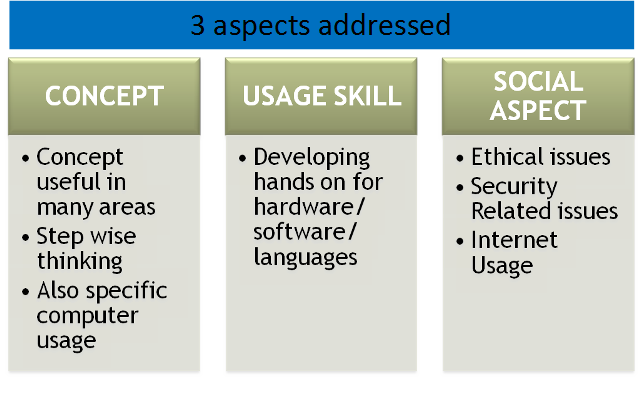 3 aspects addressed
CONCEPT
• Concept
useful in
many areas
• Step wise
thinking
• Also specific
computer
usage
USAGE SKILL
• Developing
hands on for
hardware/
software/
languages
SOCIAL
ASPECT
• Ethical issues
• Security
Related issues
• Internet
Usage